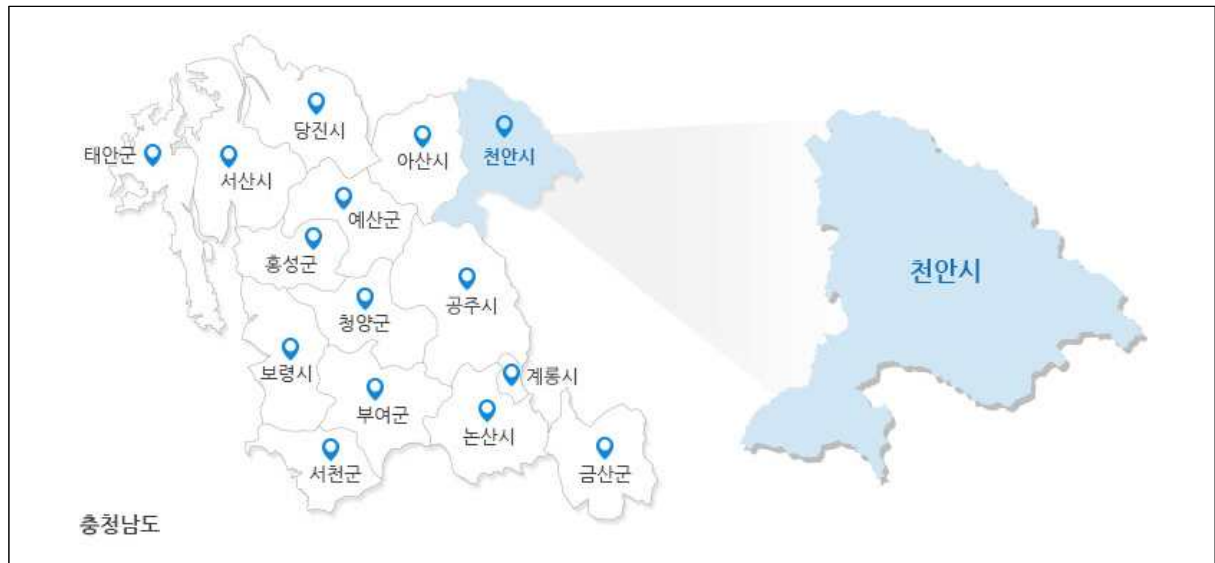 당진시
태안군
서산시
아산시
천안시
예산군
홍성군
공주시
청양군
보령시
계룡시
부여군
논산시
서천군
금산군
충청남도
천안시